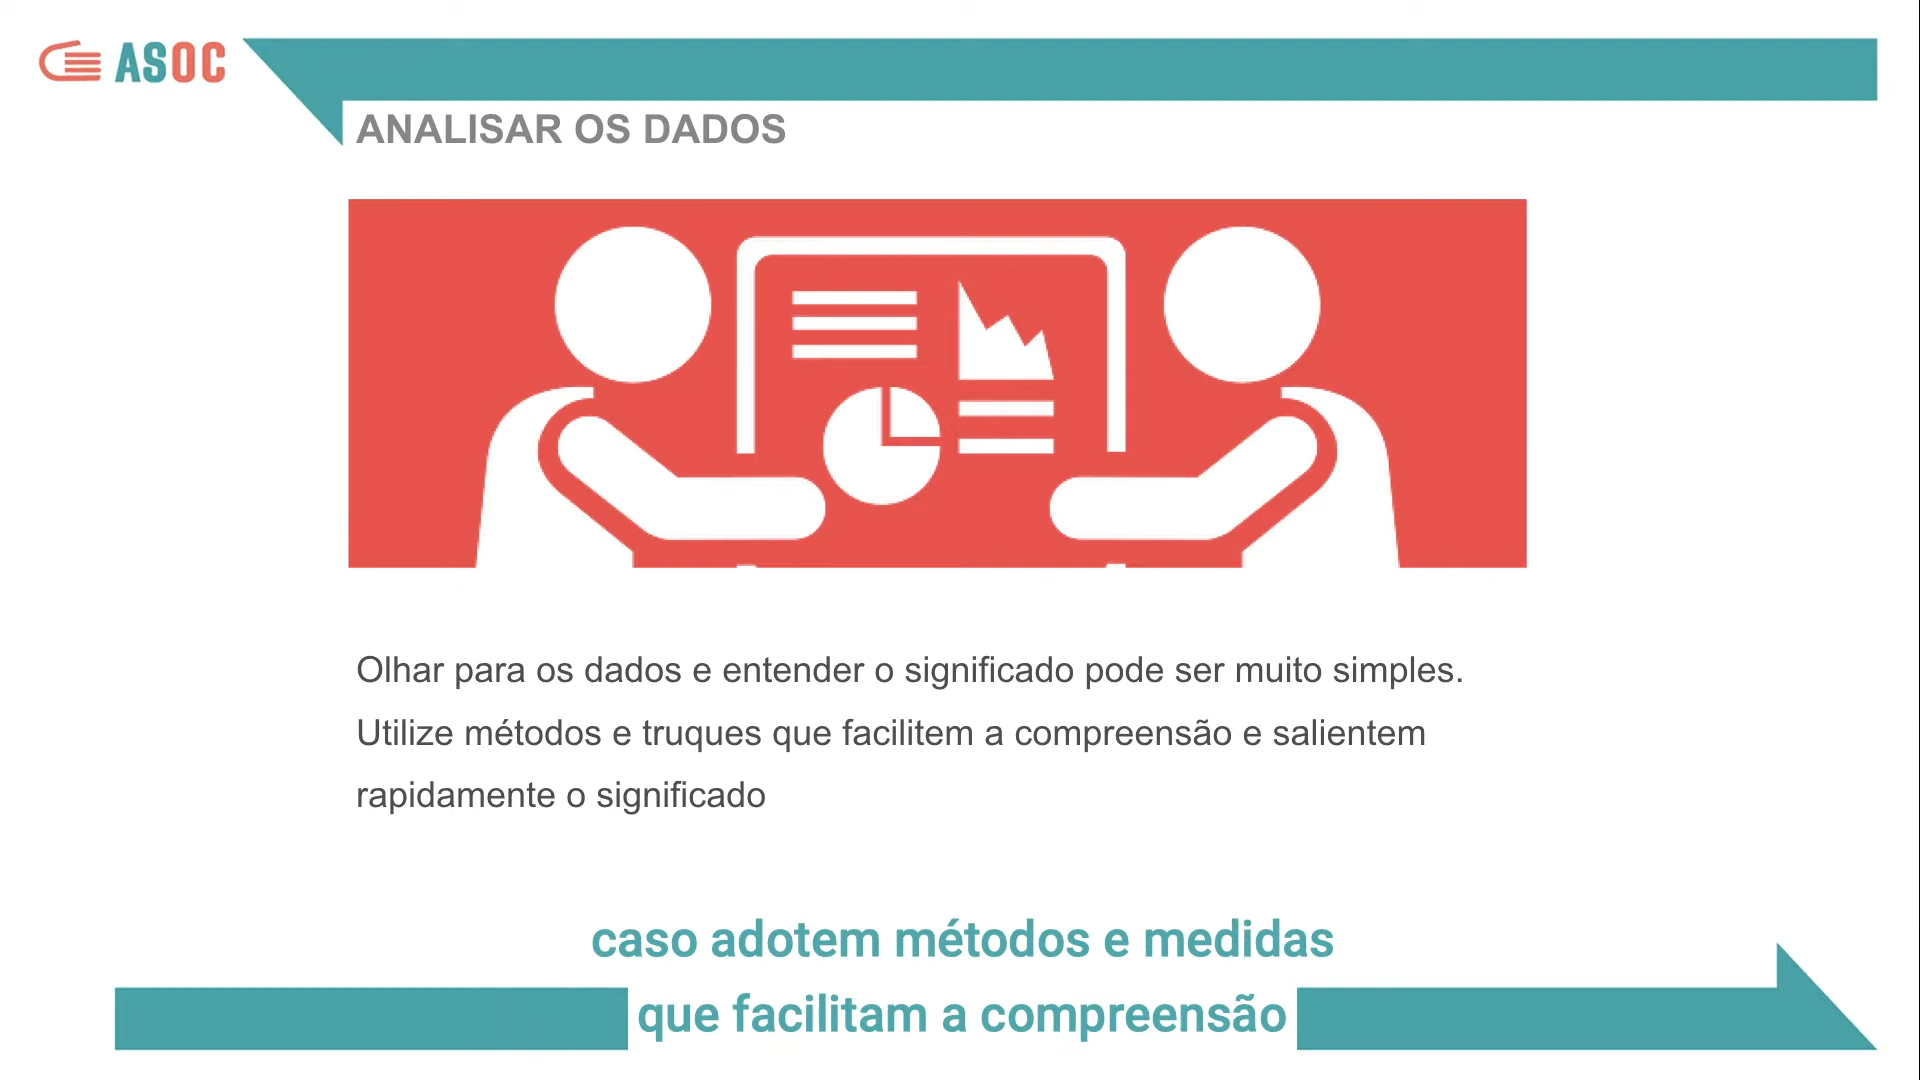 ASOC
ANALISAR OS DADOS
Olhar para os dados e entender o significado pode ser muito simples.
Utilize métodos e truques que facilitem a compreensão e salientem
rapidamente o significado
caso adotem métodos e medidas
que facilitam a compreensão